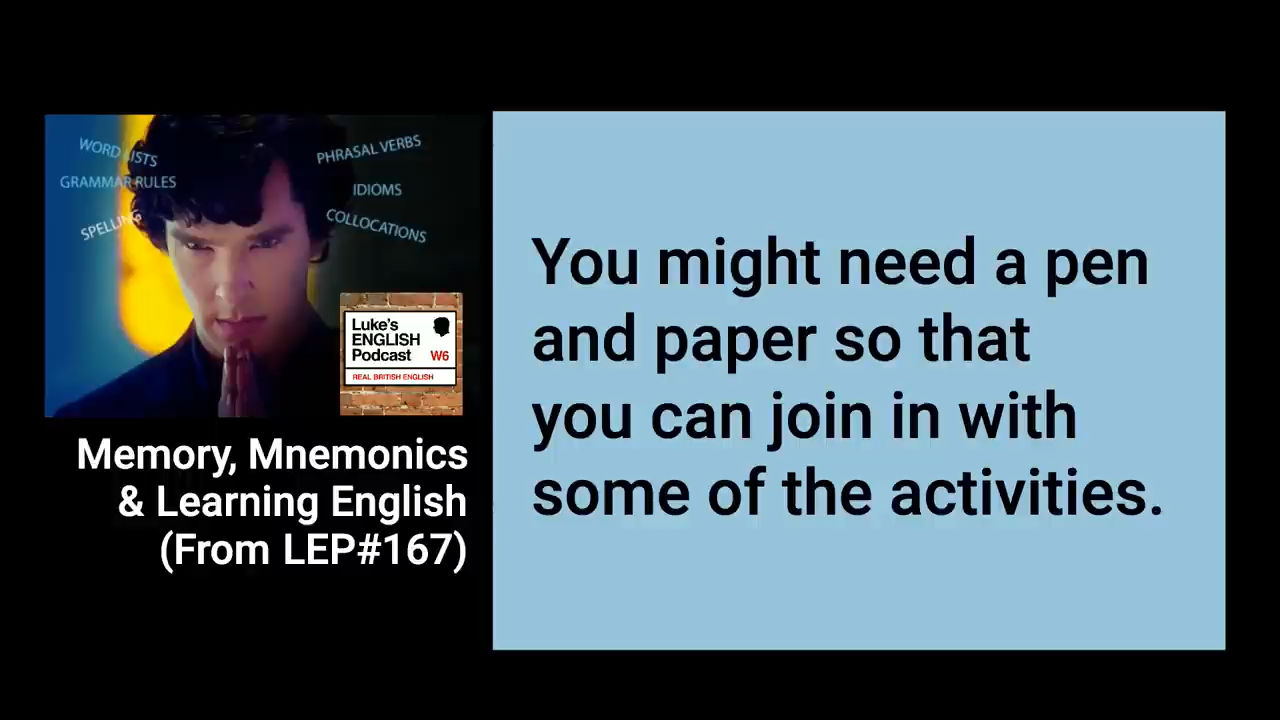 WORD LISTS
GRAMMAR RULES
SPELLING
PHRASAL VERBS
IDIOMS
COLLOCATIONS
Luke's
ENGLISH
Podcast W6
REAL BRITISH ENGLISH
Memory, Mnemonics
& Learning English
(From LEP#167)
You might need a pen
and paper so that
you can join in with
some of the activities.